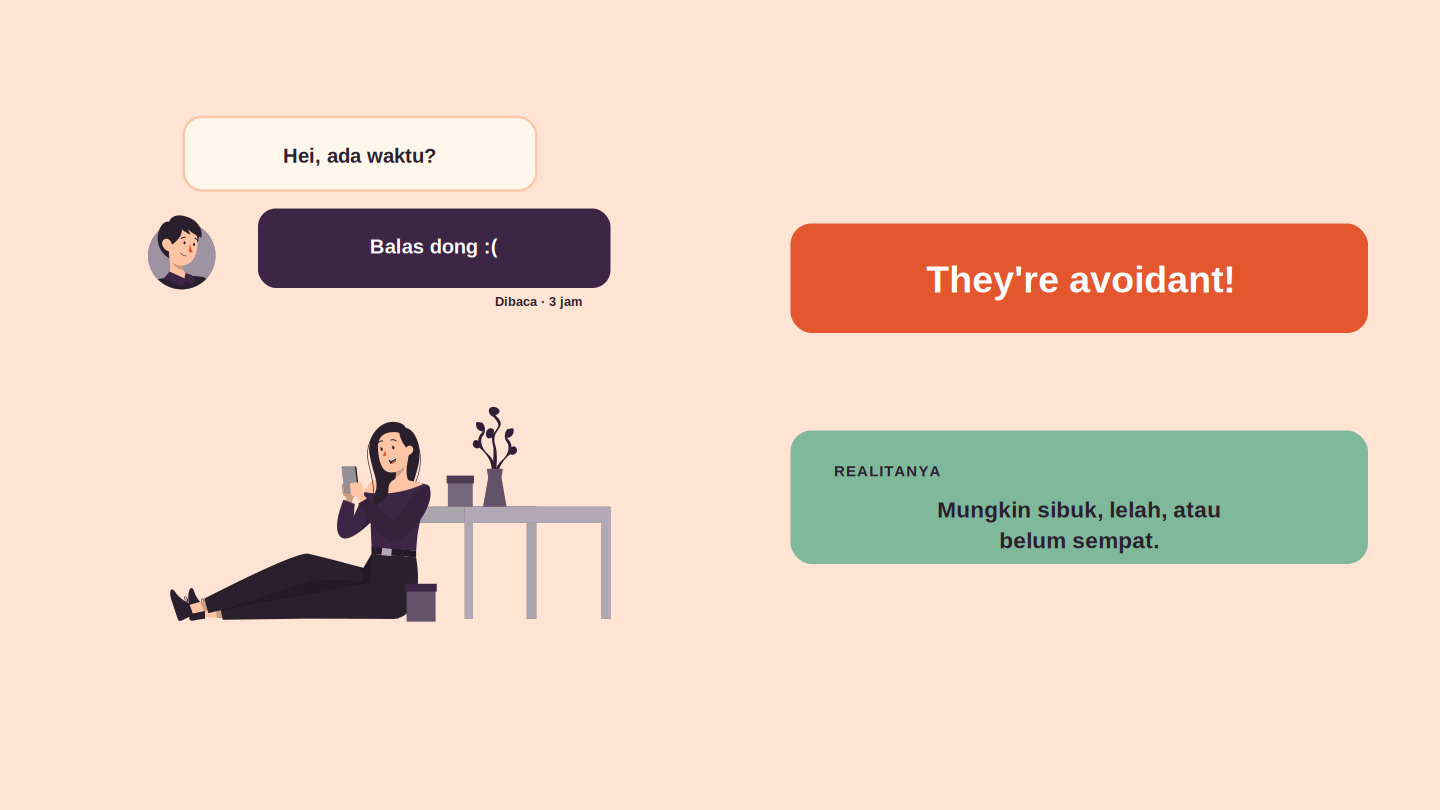 Hei, ada waktu?
Balas dong :(
Dibaca · 3 jam
They're avoidant!
REALITANYA
Mungkin sibuk, lelah, atau
belum sempat.